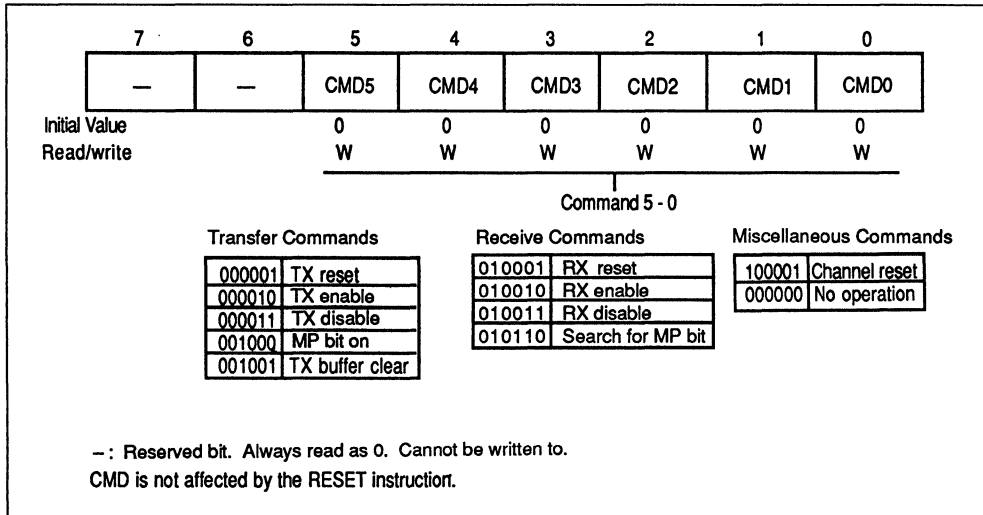 7 6 5 4 3 2 1 0
— — CMD5 CMD4 CMD3 CMD2 CMD1 CMD0
Initial Value 0 0 0 0 0 0
Read/write W W W W W W
Command 5 - 0
Transfer Commands
000001 TX reset
000010 TX enable
000011 TX disable
001000 MP bit on
001001 TX buffer clear
Receive Commands
010001 RX reset
010010 RX enable
010011 RX disable
010110 Search for MP bit
Miscellaneous Commands
100001 Channel reset
000000 No operation
– : Reserved bit. Always read as 0. Cannot be written to.
CMD is not affected by the RESET instruction.